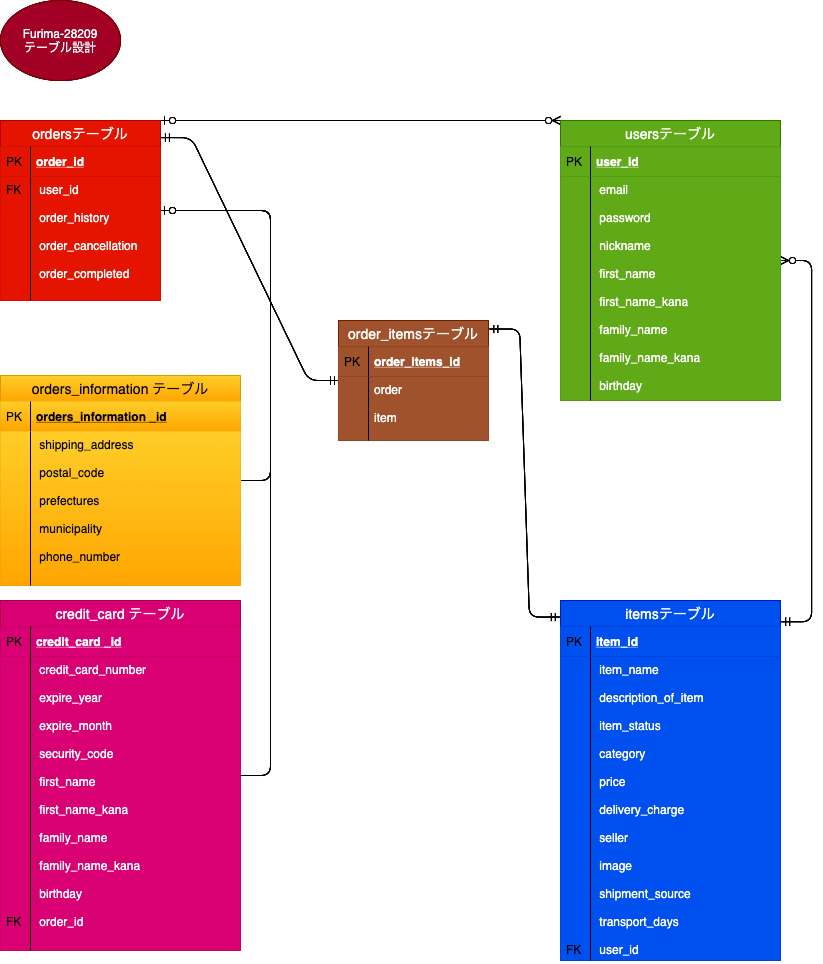 Furima-28209
テーブル設計
ordersテーブル
PK order_id
FK user_id
order_history
order_cancellation
order_completed
usersテーブル
PK user_id
email
password
nickname
first_name
first_name_kana
family_name
family_name_kana
birthday
order_itemsテーブル
PK order_items_id
order
item
orders_information テーブル
PK orders_information _id
shipping_address
postal_code
prefectures
municipality
phone_number
credit_card テーブル
PK credit_card _id
credit_card_number
expire_year
expire_month
security_code
first_name
first_name_kana
family_name
family_name_kana
birthday
FK order_id
itemsテーブル
PK item_id
item_name
description_of_item
item_status
category
price
delivery_charge
seller
image
shipment_source
transport_days
FK user_id